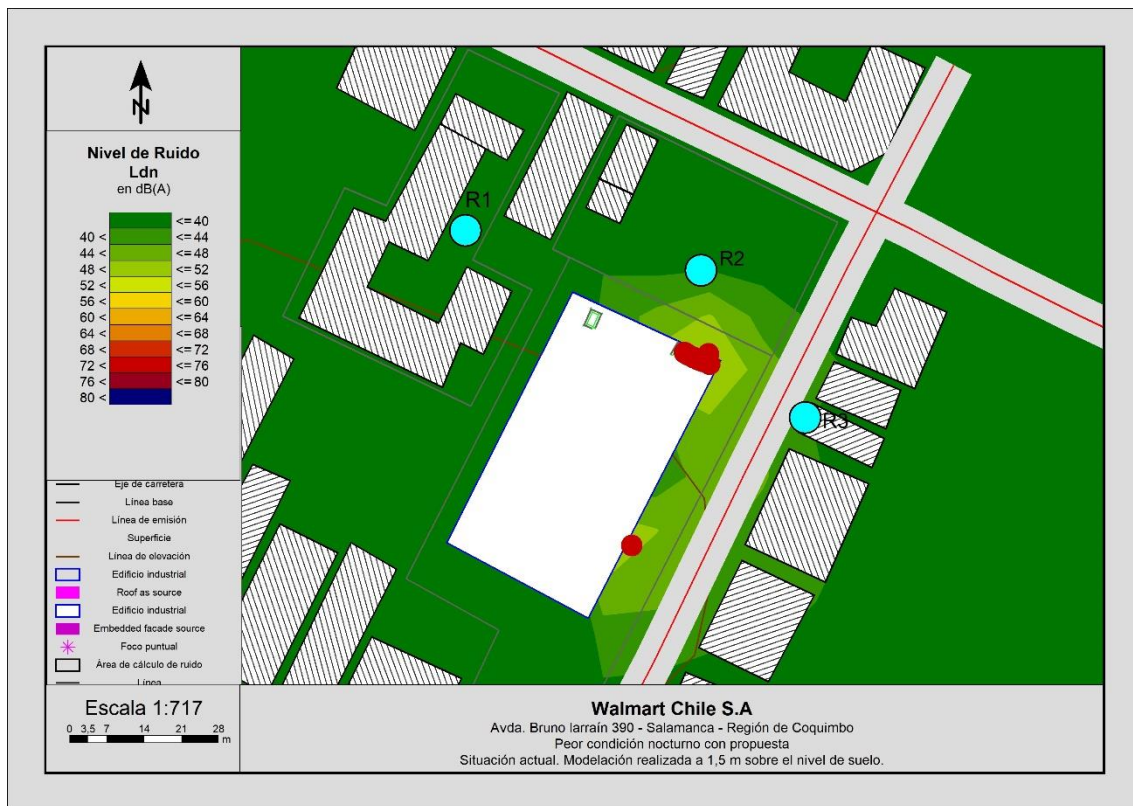 N
Nivel de Ruido
Ldn
en dB(A)
<= 40
40 < <= 44
44 < <= 48
48 < <= 52
52 < <= 56
56 < <= 60
60 < <= 64
64 < <= 68
68 < <= 72
72 < <= 76
76 < <= 80
80 <
Eje de carretera
Línea base
Línea de emisión
Superficie
Línea de elevación
Edificio industrial
Roof as source
Edificio industrial
Embedded facade source
Foco puntual
Área de cálculo de ruido
Línea
R1
R2
R3
Escala 1:717
0 3,5 7 14 21 28
m
Walmart Chile S.A
Avda. Bruno larraín 390 - Salamanca - Región de Coquimbo
Peor condición nocturno con propuesta
Situación actual. Modelación realizada a 1,5 m sobre el nivel de suelo.